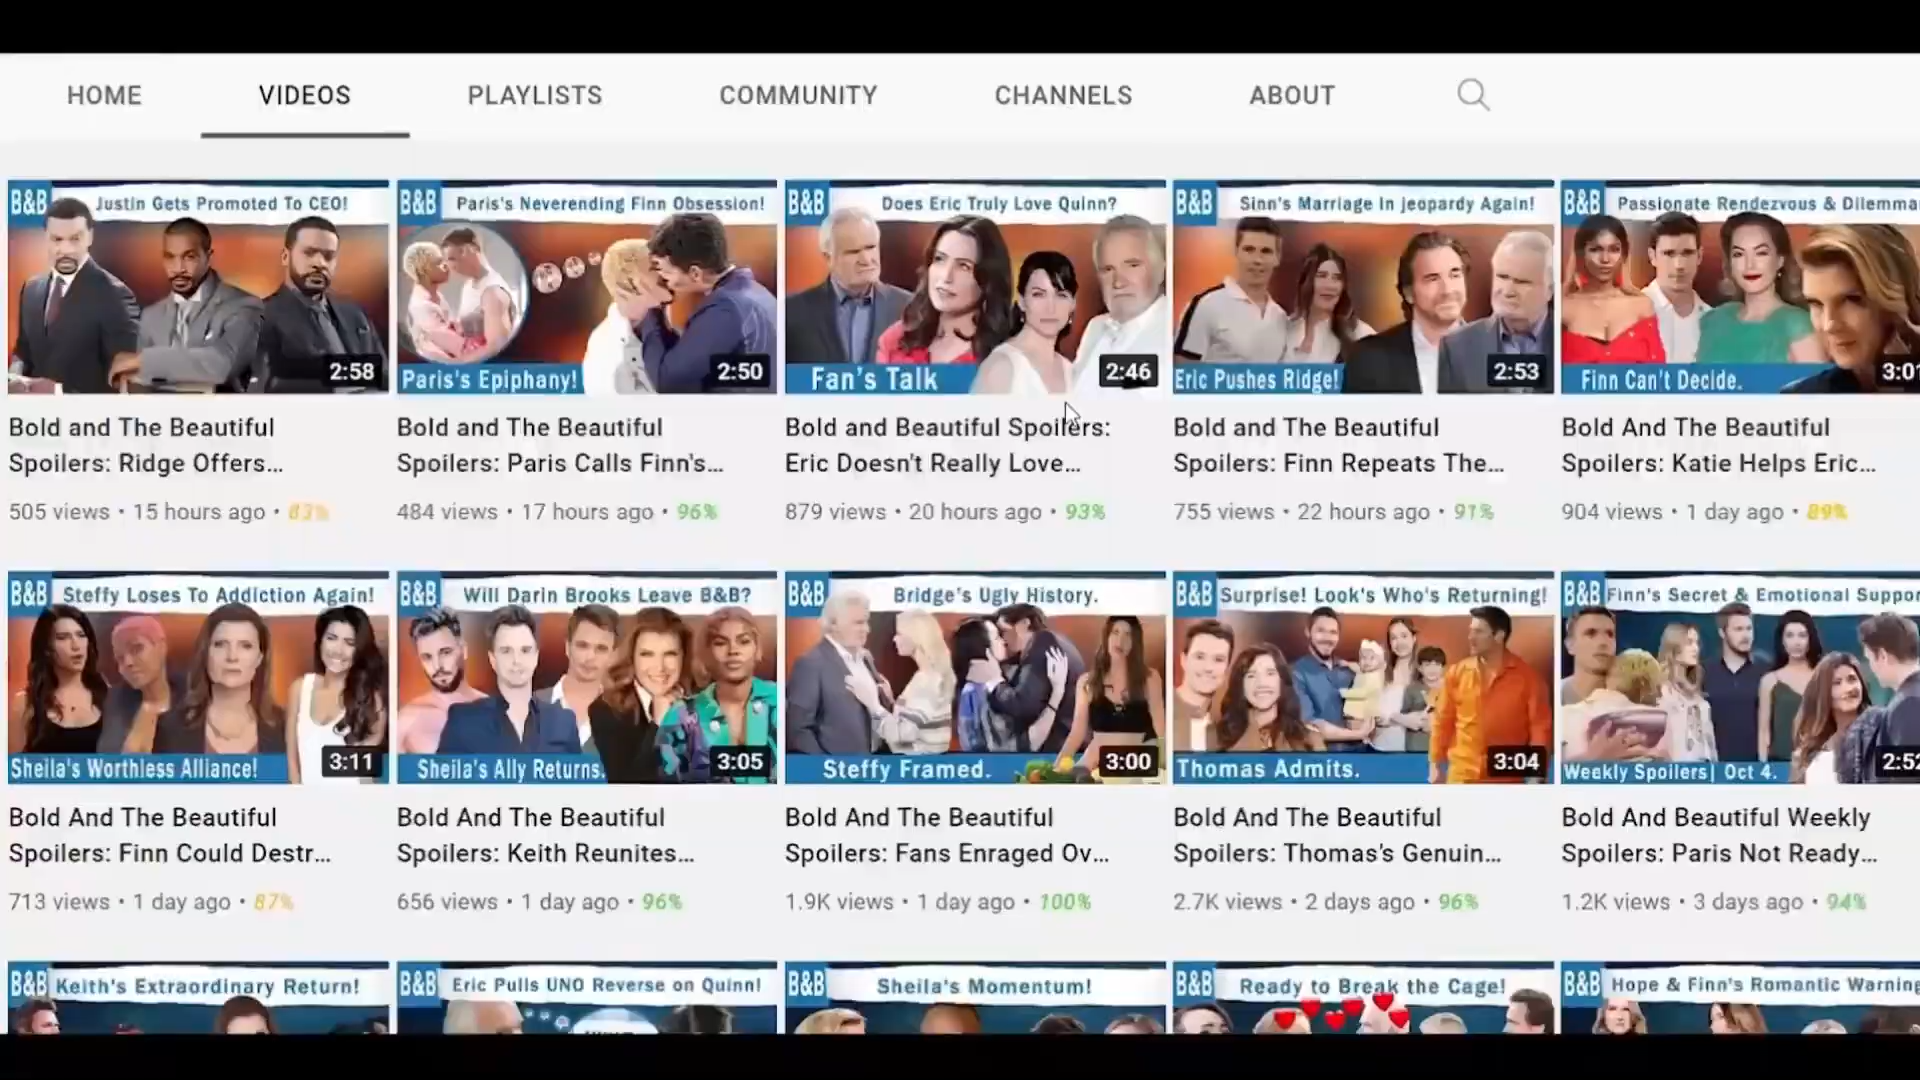 HOME VIDEOS PLAYLISTS COMMUNITY CHANNELS ABOUT
B&B Justin Gets Promoted To CEO!
2:58
Bold and The Beautiful
Spoilers: Ridge Offers...
505 views • 15 hours ago • 83%
B&B Paris's Neverending Finn Obsession!
Paris's Epiphany!
2:50
Bold and The Beautiful
Spoilers: Paris Calls Finn's...
484 views • 17 hours ago • 96%
B&B Does Eric Truly Love Quinn?
Fan's Talk
2:46
Bold and Beautiful Spoilers:
Eric Doesn't Really Love...
879 views • 20 hours ago • 93%
B&B Sinn's Marriage In Jeopardy Again!
Eric Pushes Ridge!
2:53
Bold and The Beautiful
Spoilers: Finn Repeats The...
755 views • 22 hours ago • 91%
B&B Passionate Rendezvous & Dilemma
Finn Can't Decide.
3:01
Bold And The Beautiful
Spoilers: Katie Helps Eric...
904 views • 1 day ago • 89%
B&B Steffy Loses To Addiction Again!
Sheila's Worthless Alliance!
3:11
Bold And The Beautiful
Spoilers: Finn Could Destr...
713 views • 1 day ago • 87%
B&B Will Darin Brooks Leave B&B?
Sheila's Ally Returns.
3:05
Bold And The Beautiful
Spoilers: Keith Reunites...
656 views • 1 day ago • 96%
B&B Bridge's Ugly History.
Steffy Framed.
3:00
Bold And The Beautiful
Spoilers: Fans Enraged Ov...
1.9K views • 1 day ago • 100%
B&B Surprise! Look's Who's Returning!
Thomas Admits.
3:04
Bold And The Beautiful
Spoilers: Thomas's Genuin...
2.7K views • 2 days ago • 96%
B&B Finn's Secret & Emotional Suppor
Weekly Spoilers| Oct 4.
2:52
Bold And Beautiful Weekly
Spoilers: Paris Not Ready...
1.2K views • 3 days ago • 94%
B&B Keith's Extraordinary Return!
B&B Eric Pulls UNO Reverse on Quinn!
B&B Sheila's Momentum!
B&B Ready to Break the Cage!
B&B Hope & Finn's Romantic Warning